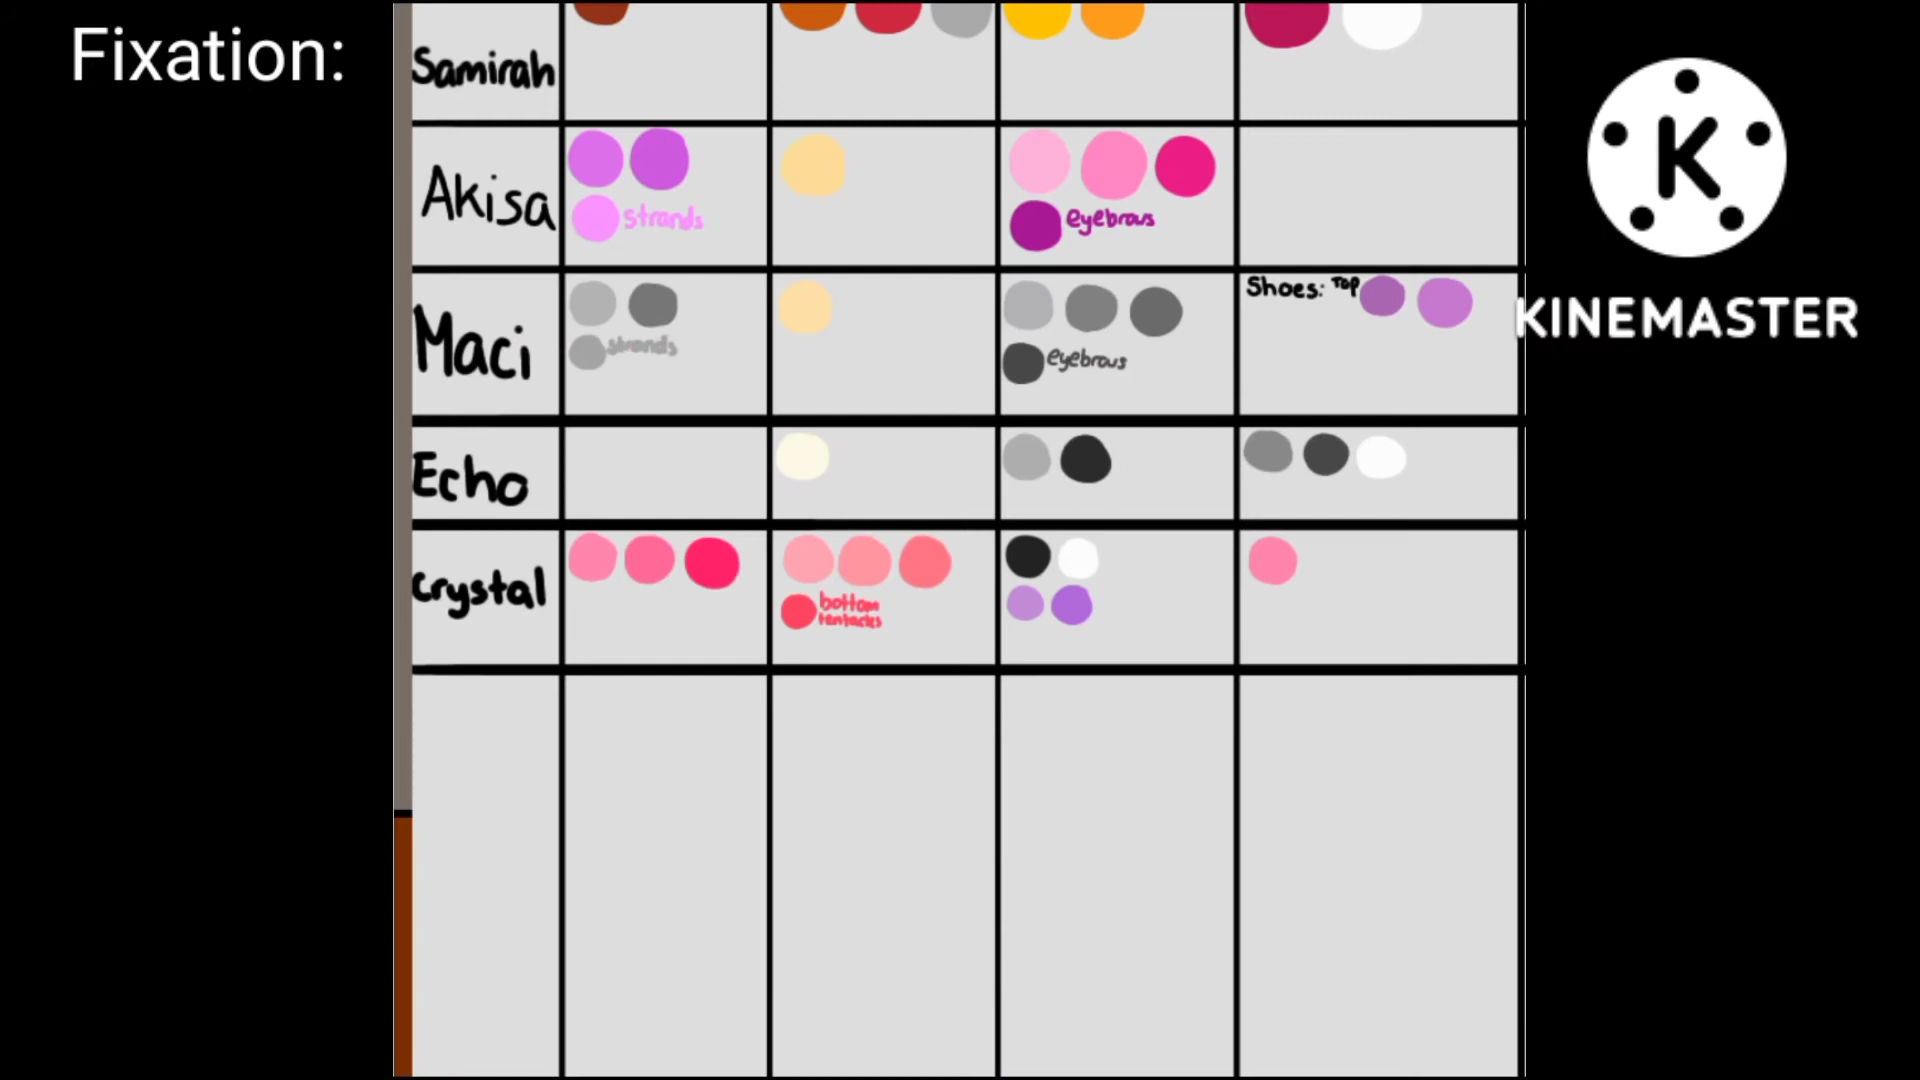 Fixation:
Samirah
Akisa
strands
eyebrows
Maci
strands
eyebrows
Shoes: Top
K
KINEMASTER
Echo
crystal
bottom
tentacles